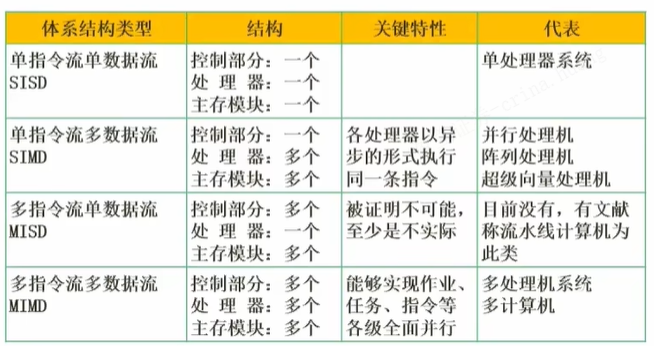 体系结构类型 结构 关键特性 代表
单指令流单数据流 控制部分：一个 单处理器系统
SISD 处 理 器：一个
主存模块：一个
单指令流多数据流 控制部分：一个 各处理器以异 并行处理机
SIMD 处 理 器：多个 步的形式执行 阵列处理机
主存模块：多个 同一条指令 超级向量处理机
多指令流单数据流 控制部分：多个 被证明不可能， 目前没有，有文献
MISD 处 理 器：一个 至少是不实际 称流水线计算机为
主存模块：多个 此类
多指令流多数据流 控制部分：多个 能够实现作业、 多处理机系统
MIMD 处 理 器：多个 任务、指令等 多计算机
主存模块：多个 各级全面并行